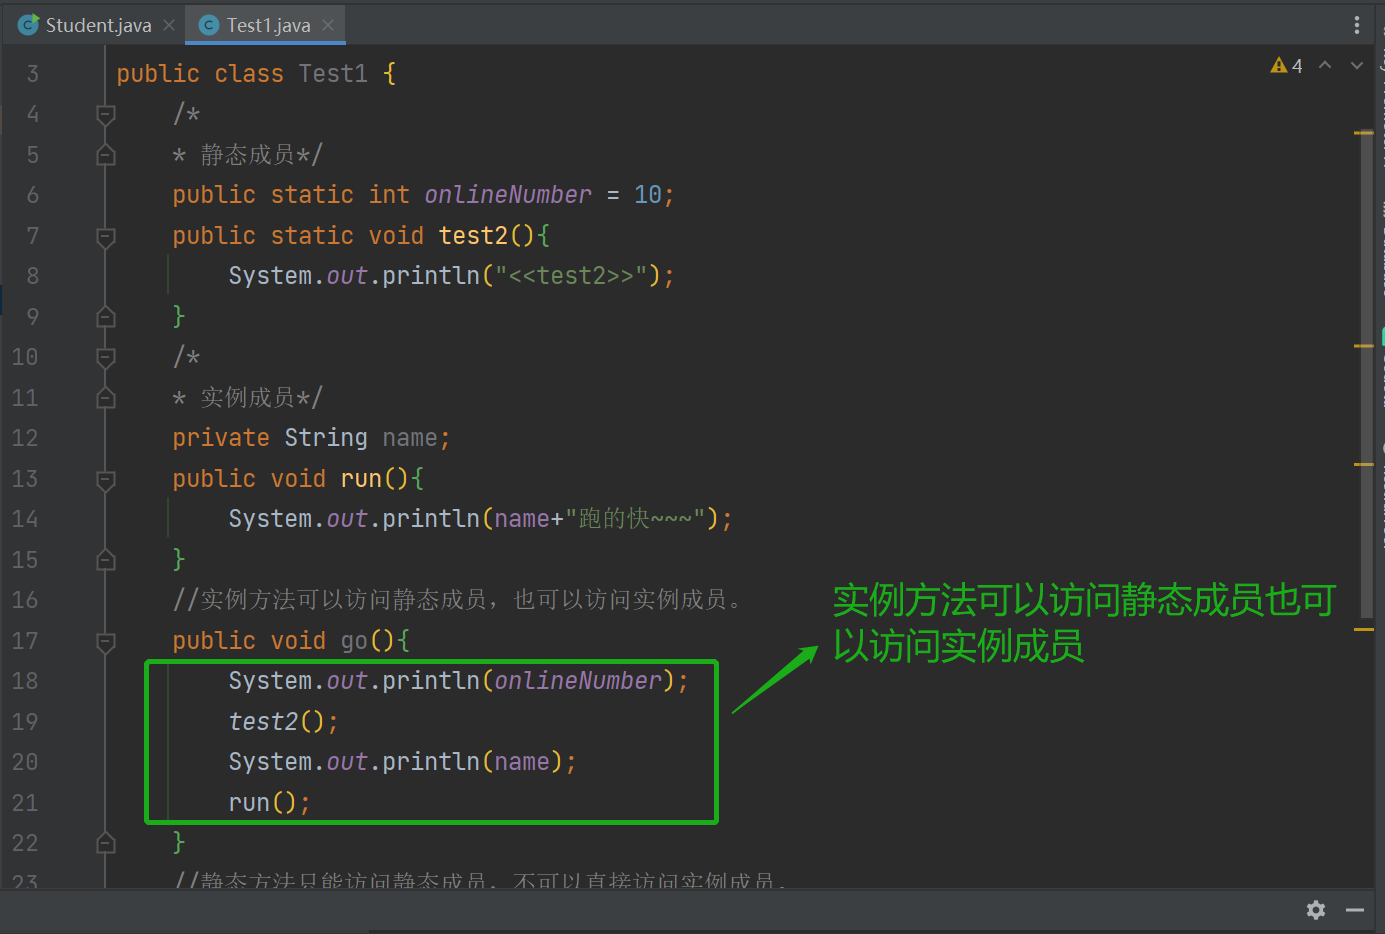 Student.java Test1.java
4
3 public class Test1 {
4 /*
5 * 静态成员*/
6 public static int onlineNumber = 10;
7 public static void test2(){
8 System.out.println("<<test2>>");
9 }
10 /*
11 * 实例成员*/
12 private String name;
13 public void run(){
14 System.out.println(name+"跑的快~~~");
15 }
16 //实例方法可以访问静态成员，也可以访问实例成员。
17 public void go(){
18 System.out.println(onlineNumber);
19 test2();
20 System.out.println(name);
21 run();
22 }
23 //静态方法只能访问静态成员，不可以直接访问实例成员。
实例方法可以访问静态成员也可
以访问实例成员